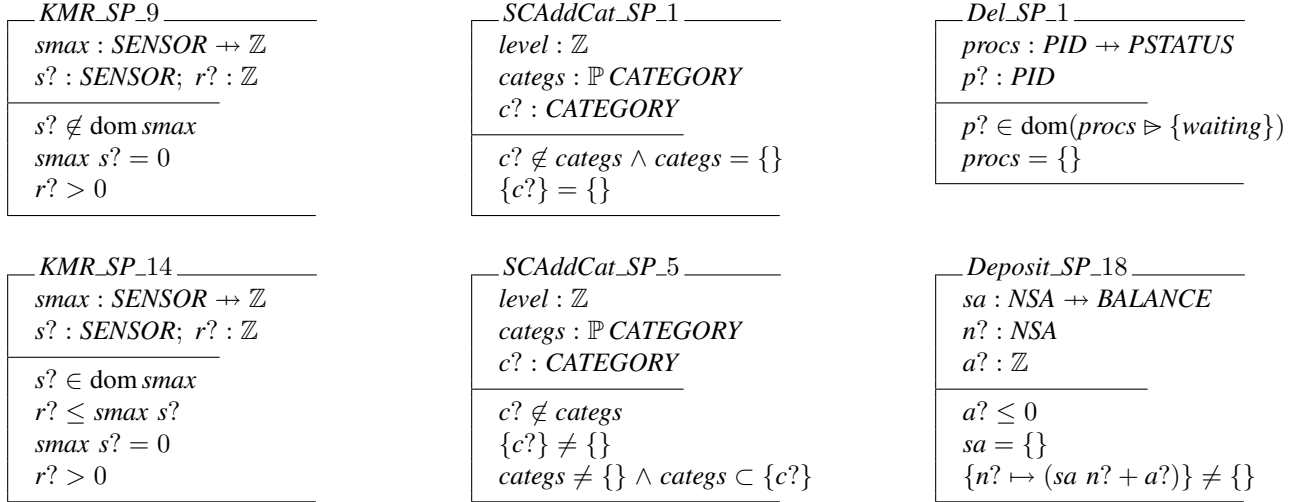 KMR_SP_9
smax : SENSOR ⇸ ℤ
s? : SENSOR; r? : ℤ
s? ∉ dom smax
smax s? = 0
r? > 0
SCAddCat_SP_1
level : ℤ
categs : ℙ CATEGORY
c? : CATEGORY
c? ∉ categs ∧ categs = {}
{c?} = {}
Del_SP_1
procs : PID ⇸ PSTATUS
p? : PID
p? ∈ dom(procs ⩥ {waiting})
procs = {}
KMR_SP_14
smax : SENSOR ⇸ ℤ
s? : SENSOR; r? : ℤ
s? ∈ dom smax
r? ≤ smax s?
smax s? = 0
r? > 0
SCAddCat_SP_5
level : ℤ
categs : ℙ CATEGORY
c? : CATEGORY
c? ∉ categs
{c?} ≠ {}
categs ≠ {} ∧ categs ⊂ {c?}
Deposit_SP_18
sa : NSA ⇸ BALANCE
n? : NSA
a? : ℤ
a? ≤ 0
sa = {}
{n? ↦ (sa n? + a?)} ≠ {}